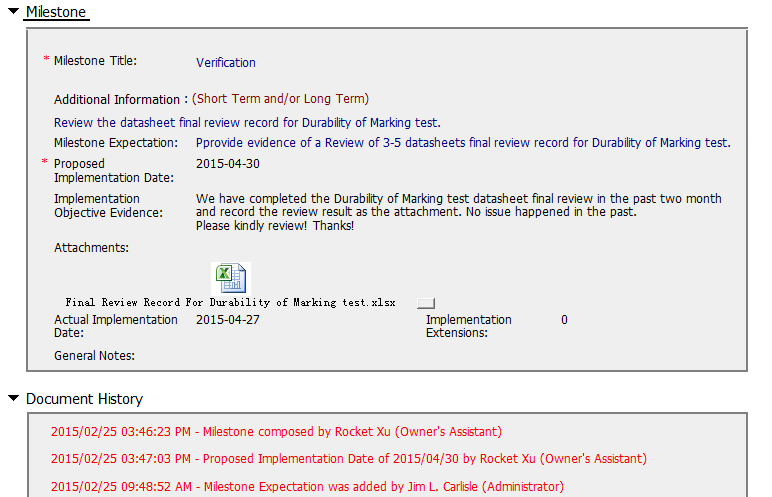 Milestone
* Milestone Title: Verification
Additional Information : (Short Term and/or Long Term)
Review the datasheet final review record for Durability of Marking test.
Milestone Expectation: Pprovide evidence of a Review of 3-5 datasheets final review record for Durability of Marking test.
* Proposed Implementation Date: 2015-04-30
Implementation Objective Evidence: We have completed the Durability of Marking test datasheet final review in the past two month
and record the review result as the attachment. No issue happened in the past.
Please kindly review! Thanks!
Attachments:
Final Review Record For Durability of Marking test.xlsx
Actual Implementation Date: 2015-04-27 Implementation Extensions: 0
General Notes:
Document History
2015/02/25 03:46:23 PM - Milestone composed by Rocket Xu (Owner's Assistant)
2015/02/25 03:47:03 PM - Proposed Implementation Date of 2015/04/30 by Rocket Xu (Owner's Assistant)
2015/02/25 09:48:52 AM - Milestone Expectation was added by Jim L. Carlisle (Administrator)